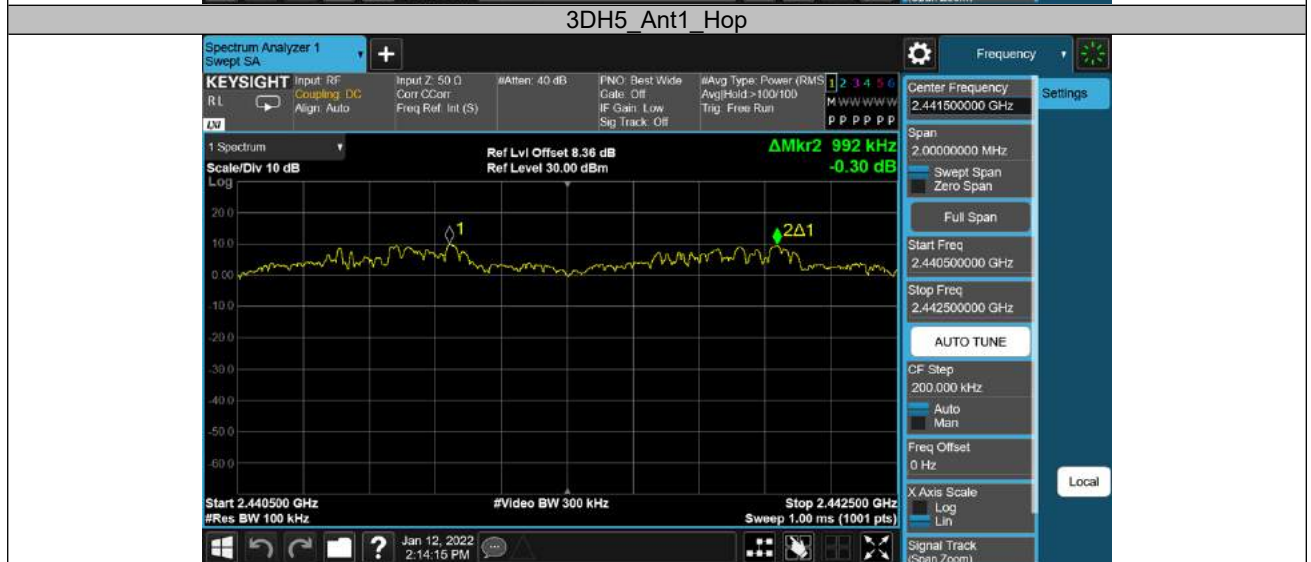 3DH5_Ant1_Hop
Spectrum Analyzer 1
Swept SA
Frequency
KEYSIGHT
RL
LXI
Input: RF
Coupling: DC
Align: Auto
Input Z: 50 Ω
Corr CCorr
Freq Ref: Int (S)
#Atten: 40 dB
PNO: Best Wide
Gate: Off
IF Gain: Low
Sig Track: Off
#Avg Type: Power (RMS
Avg|Hold:>100/100
Trig: Free Run
1 2 3 4 5 6
M W W W W W
P P P P P P
Center Frequency
2.441500000 GHz
Settings
1 Spectrum
Scale/Div 10 dB
Log
Ref Lvl Offset 8.36 dB
Ref Level 30.00 dBm
ΔMkr2 992 kHz
-0.30 dB
Span
2.00000000 MHz
Swept Span
Zero Span
Full Span
20.0
10.0
0.00
-10.0
-20.0
-30.0
-40.0
-50.0
-60.0
1
2Δ1
Start Freq
2.440500000 GHz
Stop Freq
2.442500000 GHz
AUTO TUNE
CF Step
200.000 kHz
Auto
Man
Freq Offset
0 Hz
X Axis Scale
Log
Lin
Local
Start 2.440500 GHz
#Res BW 100 kHz
#Video BW 300 kHz
Stop 2.442500 GHz
Sweep 1.00 ms (1001 pts)
?
Jan 12, 2022
2:14:15 PM
Signal Track
(Span Zoom)